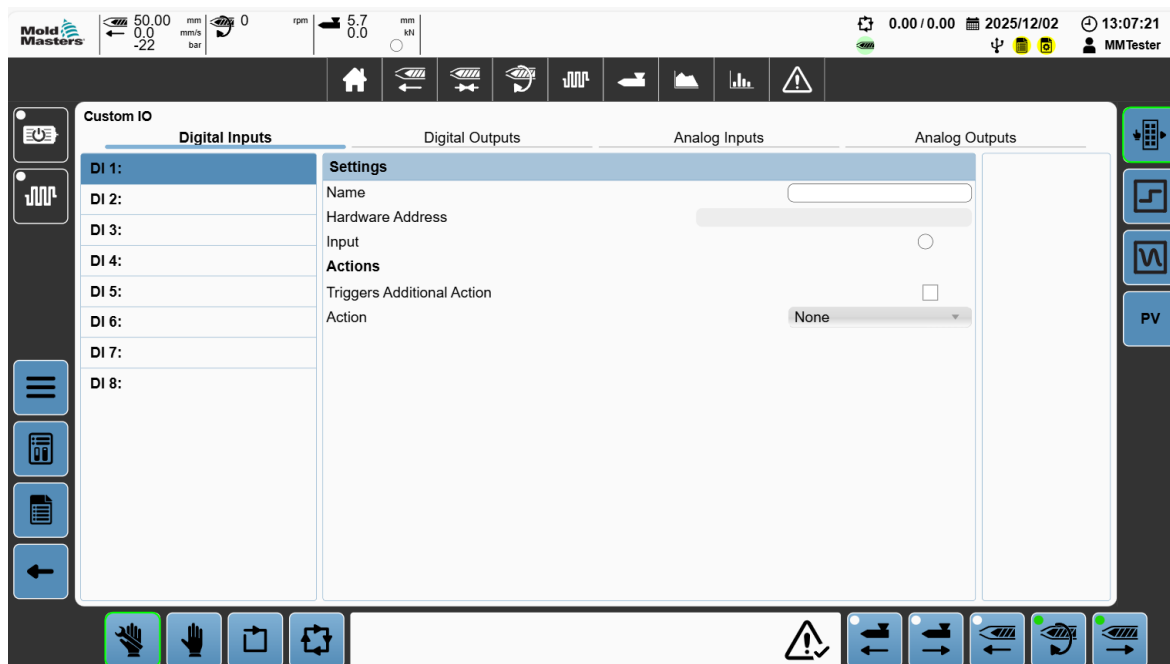 Mold
Masters
50.00 mm
0.0 mm/s
-22 bar
0 rpm
5.7 mm
0.0 kN
0.00 / 0.00 2025/12/02 13:07:21
MMTester
Custom IO
Digital Inputs Digital Outputs Analog Inputs Analog Outputs
DI 1:
DI 2:
DI 3:
DI 4:
DI 5:
DI 6:
DI 7:
DI 8:
Settings
Name
Hardware Address
Input
Actions
Triggers Additional Action
Action None
PV